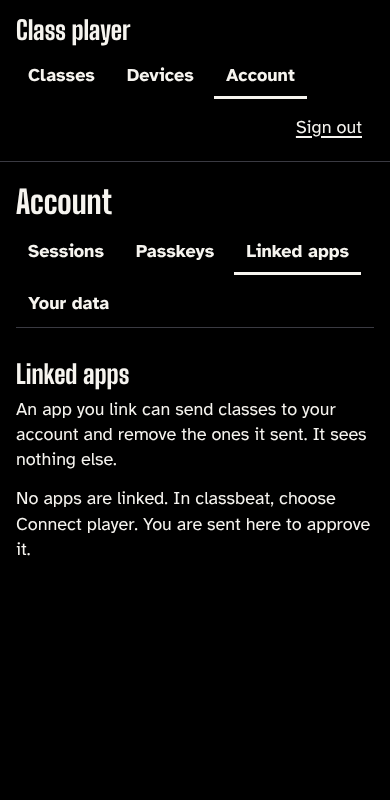 Class player
Classes Devices Account
Sign out
Account
Sessions Passkeys Linked apps
Your data
Linked apps
An app you link can send classes to your
account and remove the ones it sent. It sees
nothing else.
No apps are linked. In classbeat, choose
Connect player. You are sent here to approve
it.